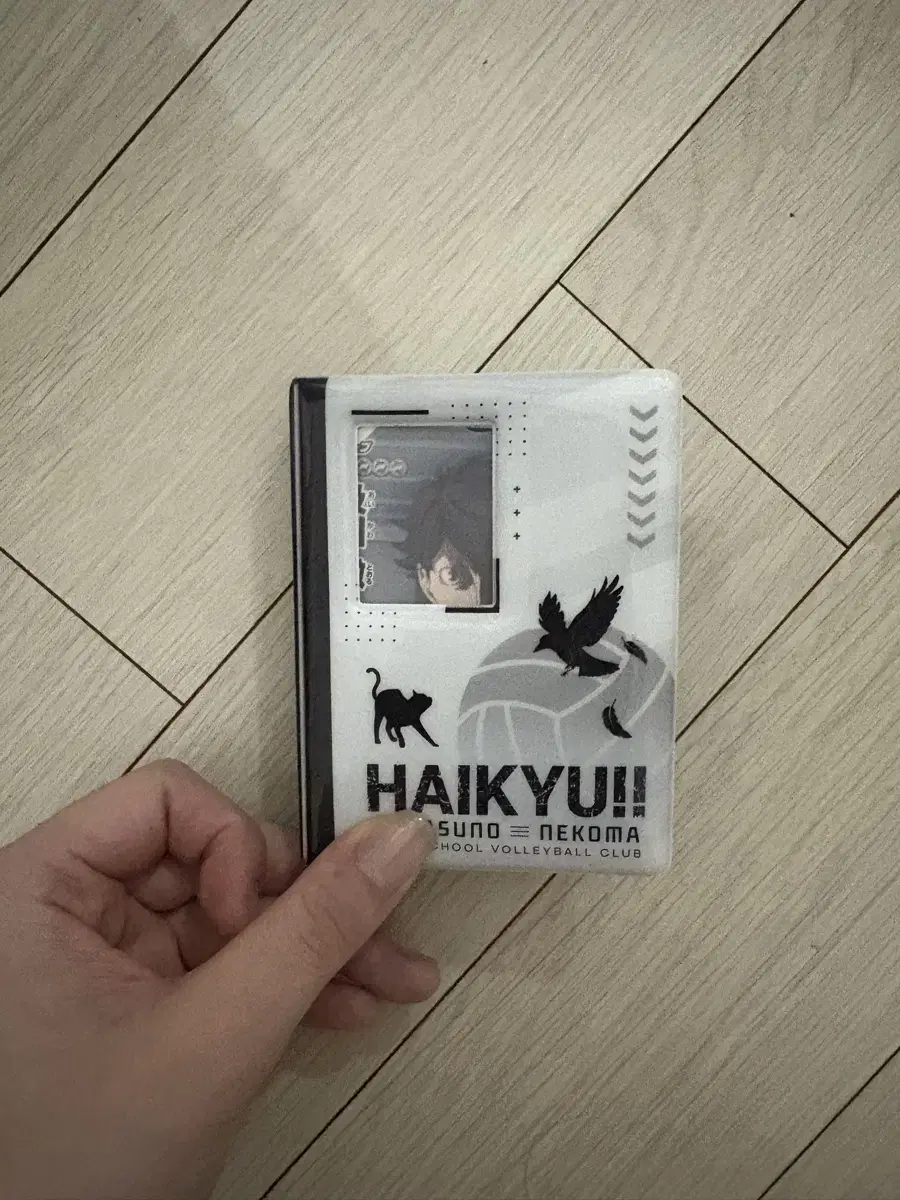 HAIKYU!!
SUNO ≡ NEKOMA
CHOOL VOLLEYBALL CLUB